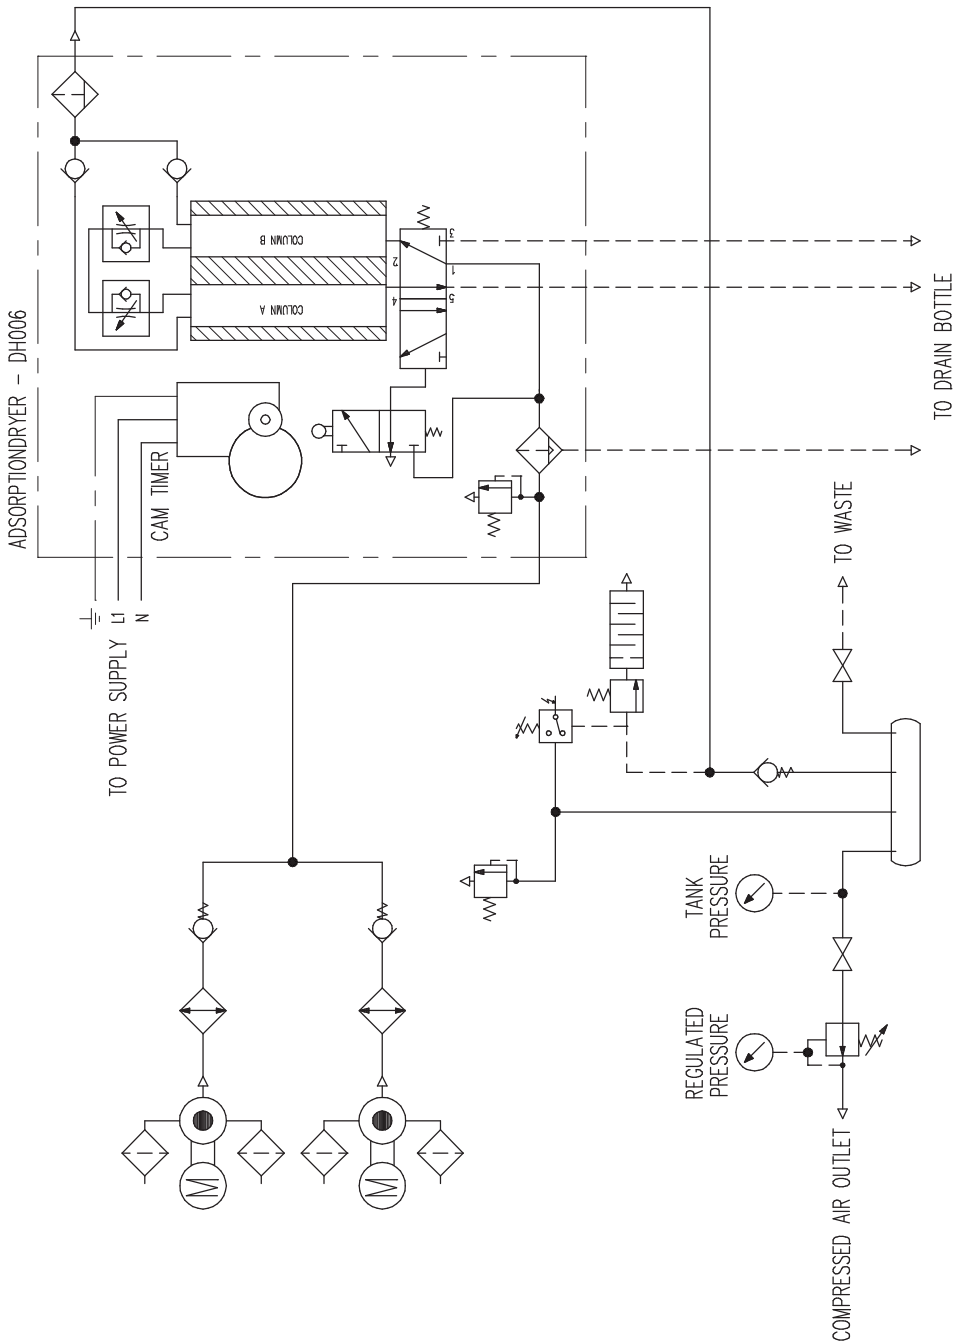 ADSORPTIONDRYER - DH006
COLUMN B
COLUMN A
3
2
1
4
5
CAM TIMER
L1
N
TO POWER SUPPLY
TO DRAIN BOTTLE
TO WASTE
TANK
PRESSURE
REGULATED
PRESSURE
M
M
COMPRESSED AIR OUTLET